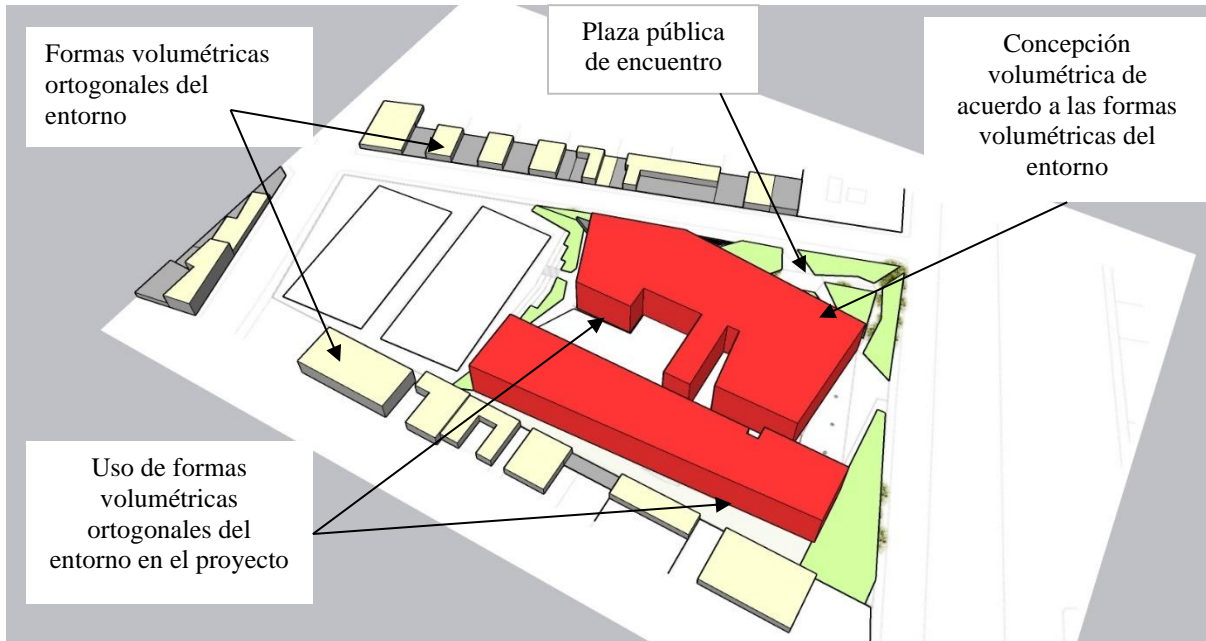 Formas volumétricas
ortogonales del
entorno
Plaza pública
de encuentro
Concepción
volumétrica de
acuerdo a las formas
volumétricas del
entorno
Uso de formas
volumétricas
ortogonales del
entorno en el proyecto